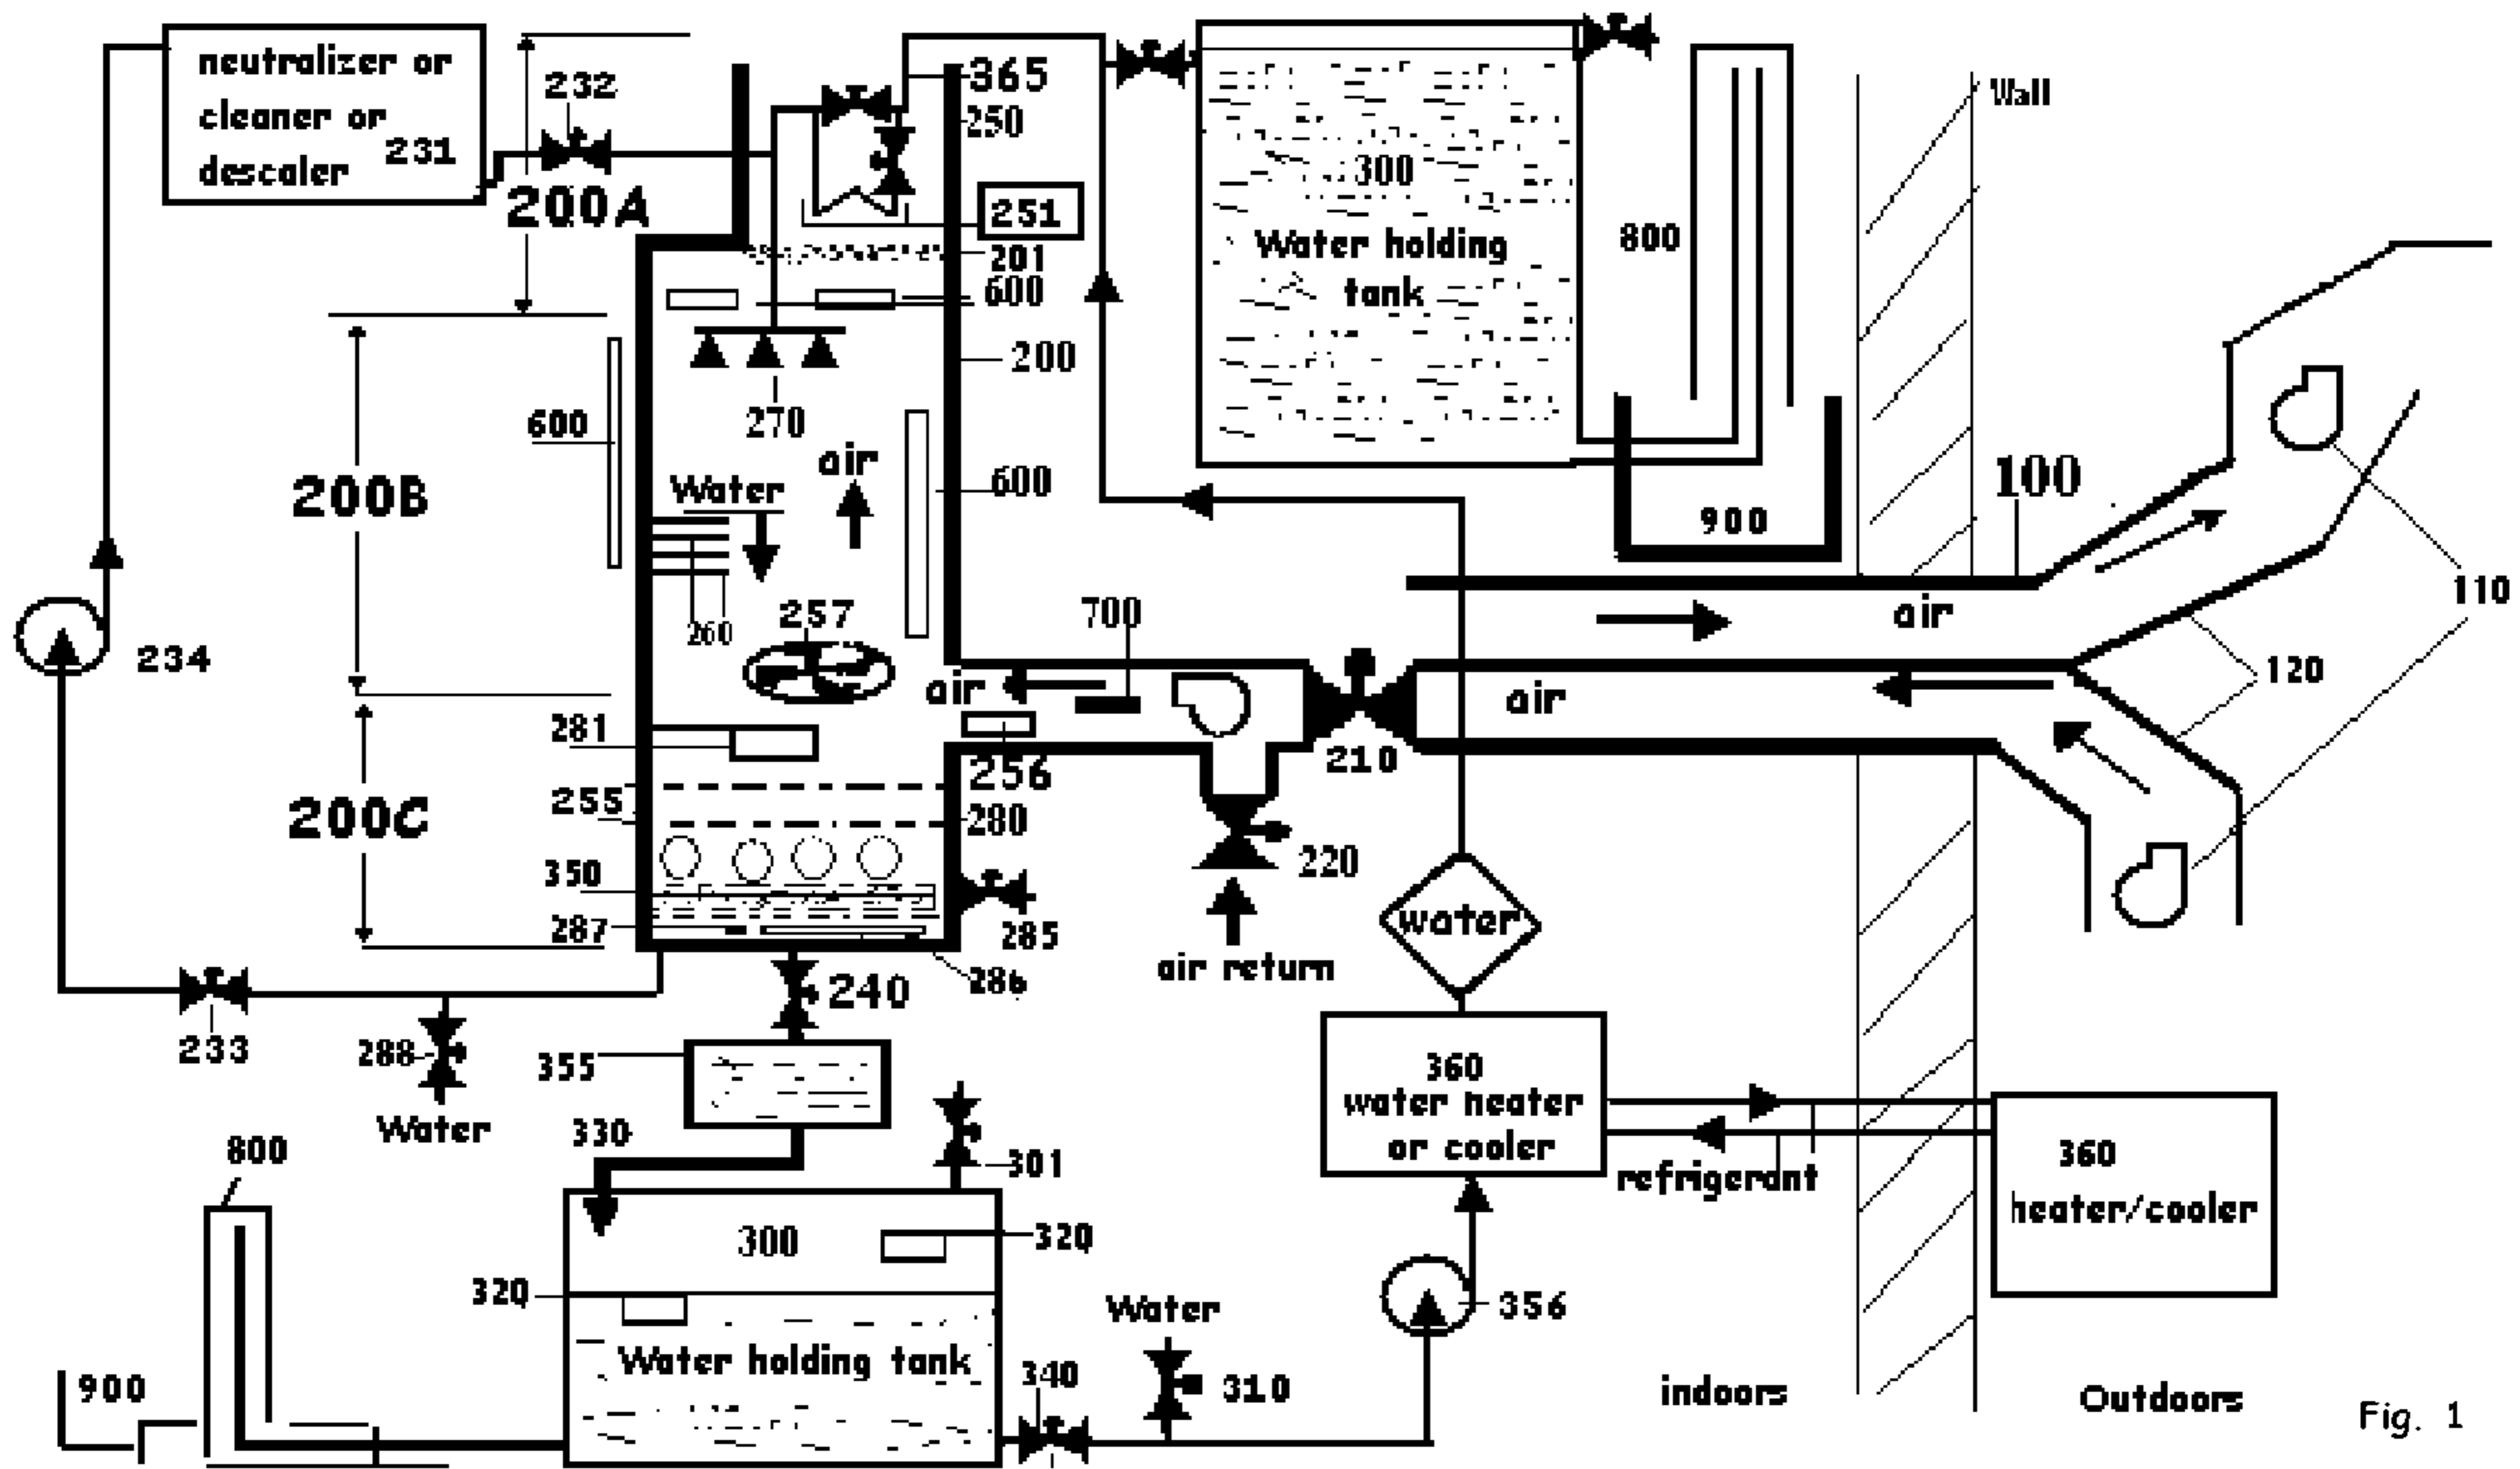 neutralizer or
cleaner or
descaler 231
232
200A
365
250
251
201
600
200
270
600
200B
Water
air
600
260
257
234
281
255
200C
350
287
256
280
285
286
240
233
288
Water
355
330
301
300
320
320
Water holding tank
800
900
340
Water
310
356
300
Water holding
tank
800
900
Wall
100
air
110
120
700
air
air
210
220
air return
water
360
water heater
or cooler
refrigerant
360
heater/cooler
indoors
Outdoors
Fig. 1